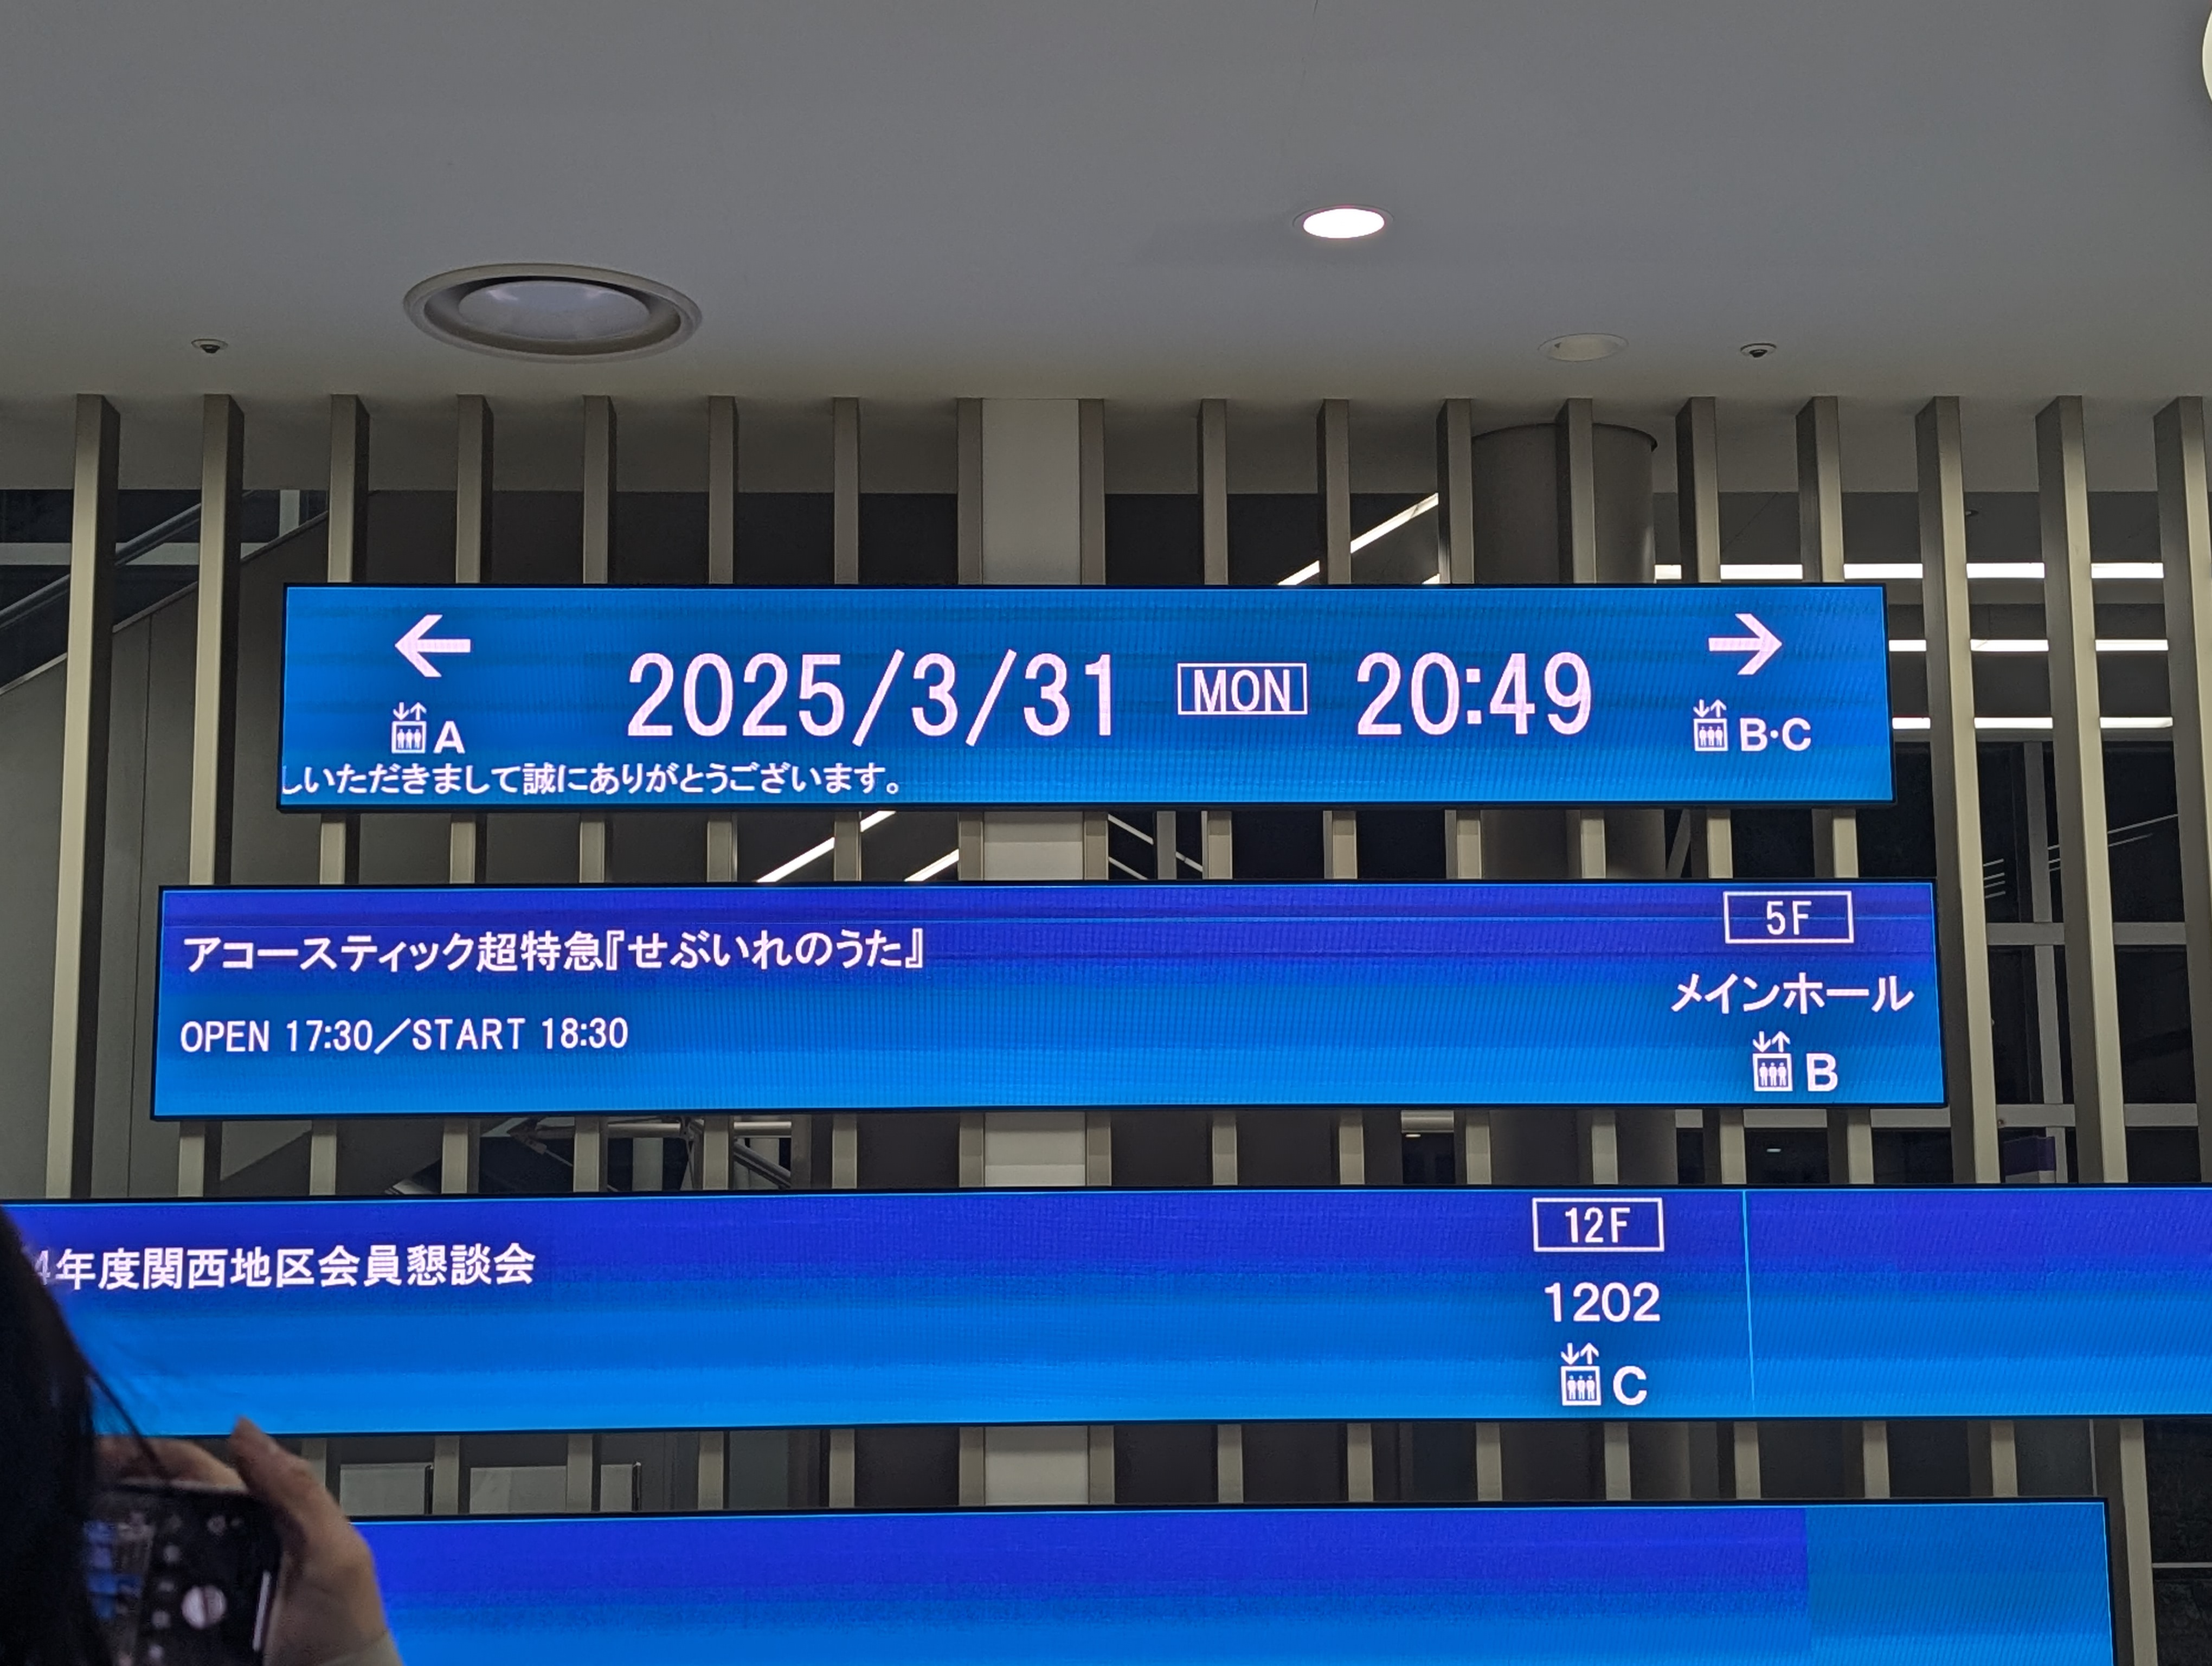 ← 2025/3/31 MON 20:49 →
A B・C
いただきまして誠にありがとうございます。
アコースティック超特急『せぶいれのうた』 5F
メインホール
OPEN 17:30／START 18:30
B
4年度関西地区会員懇談会 12F
1202
C